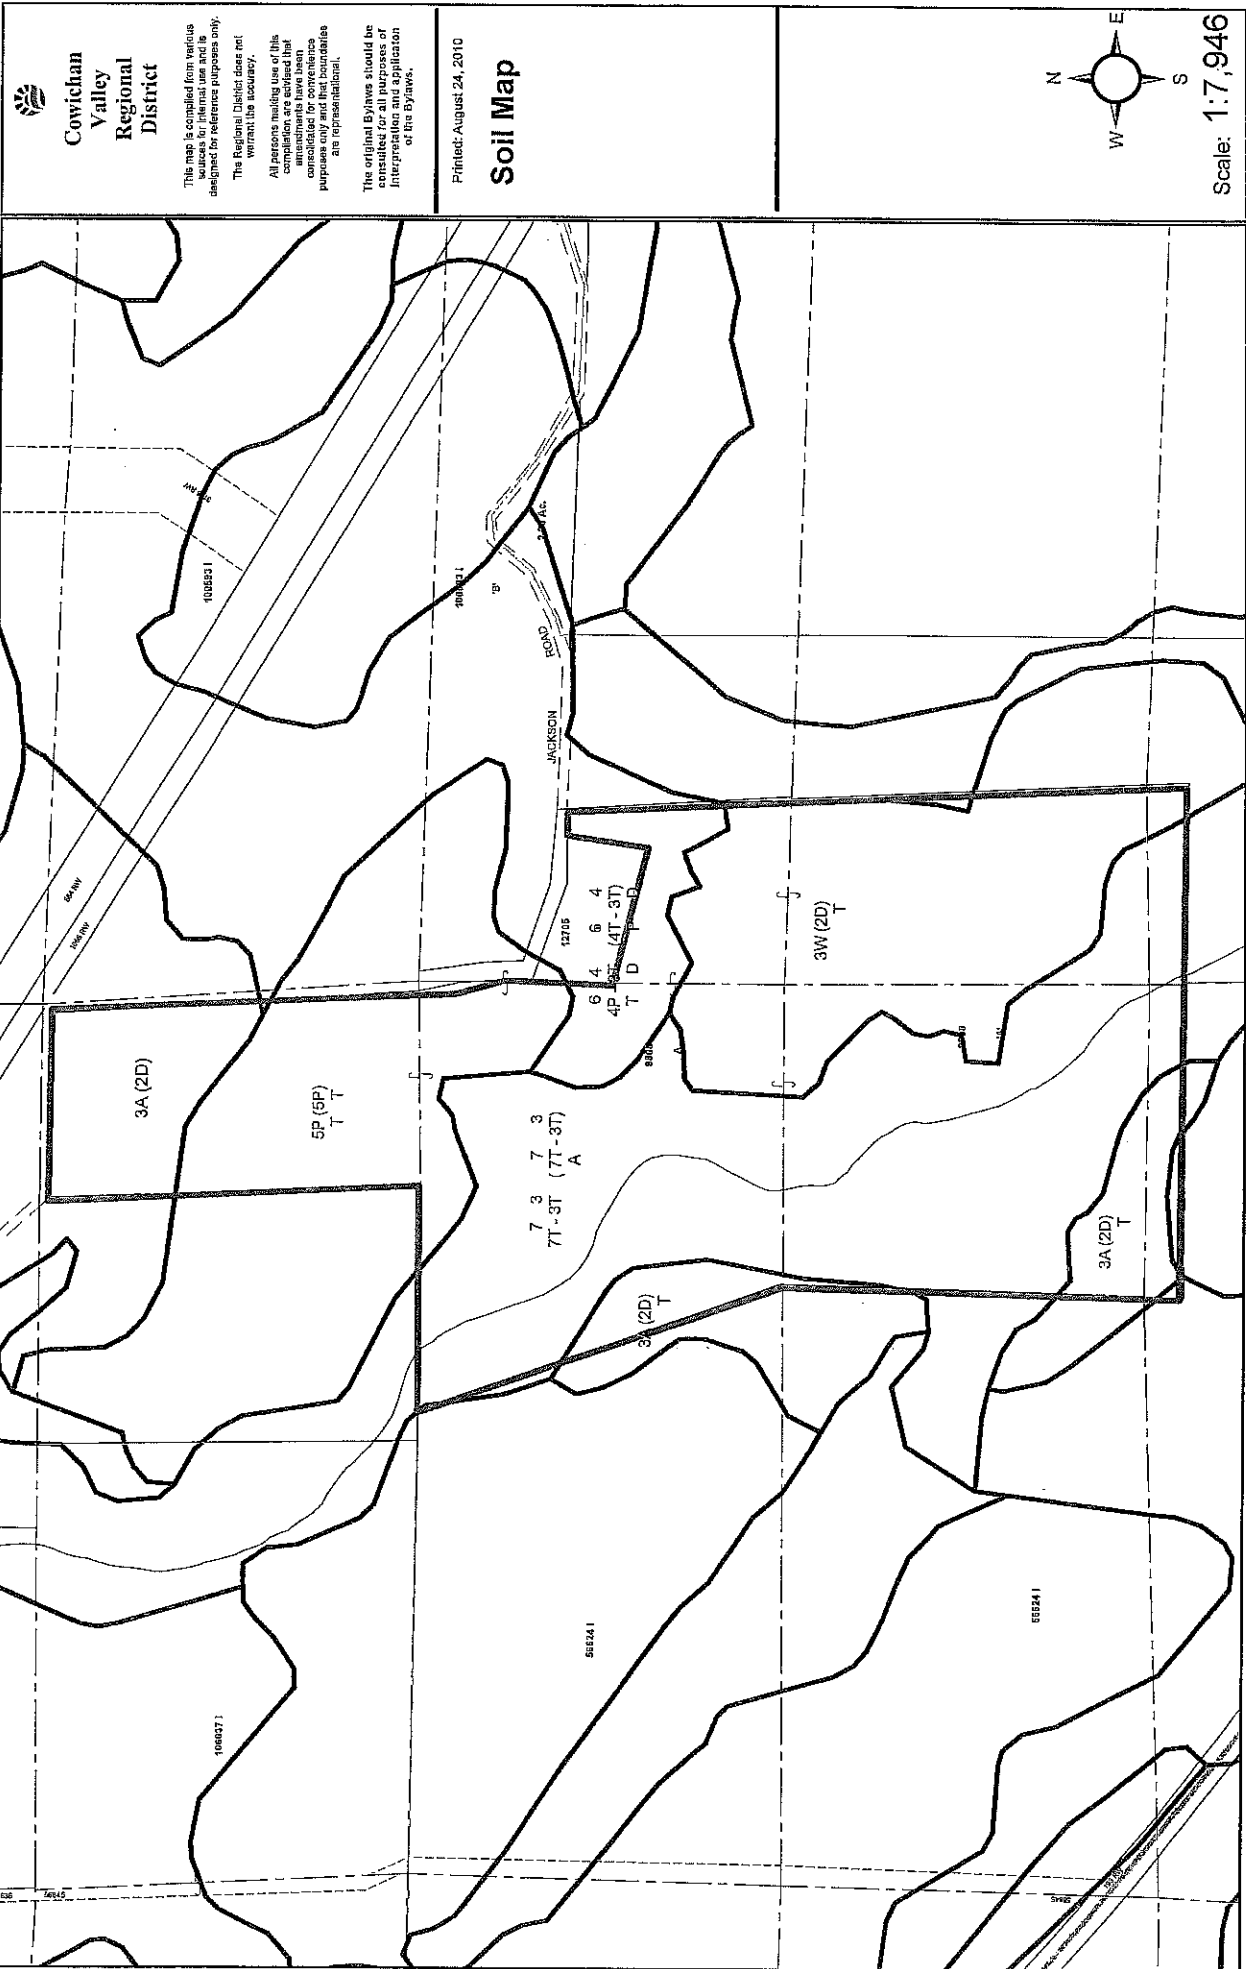 Cowichan
Valley
Regional
District
This map is compiled from various
sources for internal use and is
designed for reference purposes only.
The Regional District does not
warrant the accuracy.
All persons making use of this
compilation are advised that
amendments have been
consolidated for convenience
purposes only and that boundaries
are representational.
The original Bylaws should be
consulted for all purposes of
interpretation and application
of the Bylaws.
Printed: August 24, 2010
Soil Map
N
W
E
S
Scale: 1:7,946
100593 I
'B'
JACKSON
ROAD
12705
3A (2D)
5P (5P)
T T
6 4 6 4
4P (4T - 3T)
T D P D
A
7 3 7 3
7T - 3T (7T - 3T)
A
3W (2D)
T
3A (2D)
T
3A (2D)
T
106037 I
55524 I